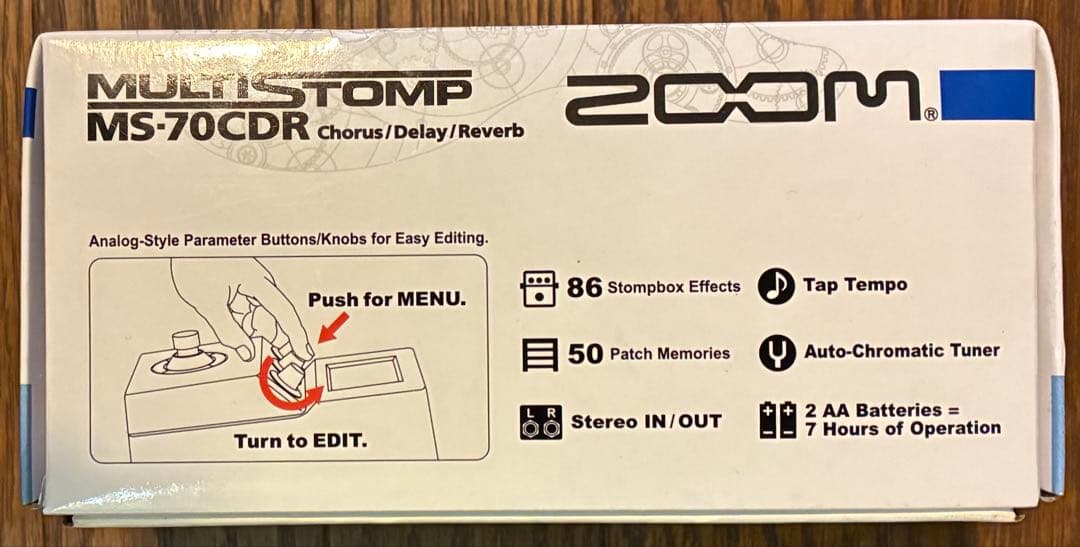 MULTISTOMP
MS-70CDR Chorus/Delay/Reverb
ZOOM®
Analog-Style Parameter Buttons/Knobs for Easy Editing.
Push for MENU.
Turn to EDIT.
86 Stompbox Effects
Tap Tempo
50 Patch Memories
Auto-Chromatic Tuner
L R
Stereo IN/OUT
2 AA Batteries =
7 Hours of Operation